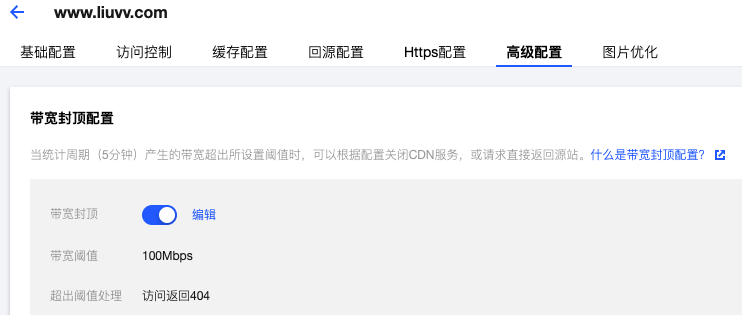 www.liuvv.com
基础配置 访问控制 缓存配置 回源配置 Https配置 高级配置 图片优化
带宽封顶配置
当统计周期（5分钟）产生的带宽超出所设置阈值时，可以根据配置关闭CDN服务，或请求直接返回源站。什么是带宽封顶配置？
带宽封顶 编辑
带宽阈值 100Mbps
超出阈值处理 访问返回404